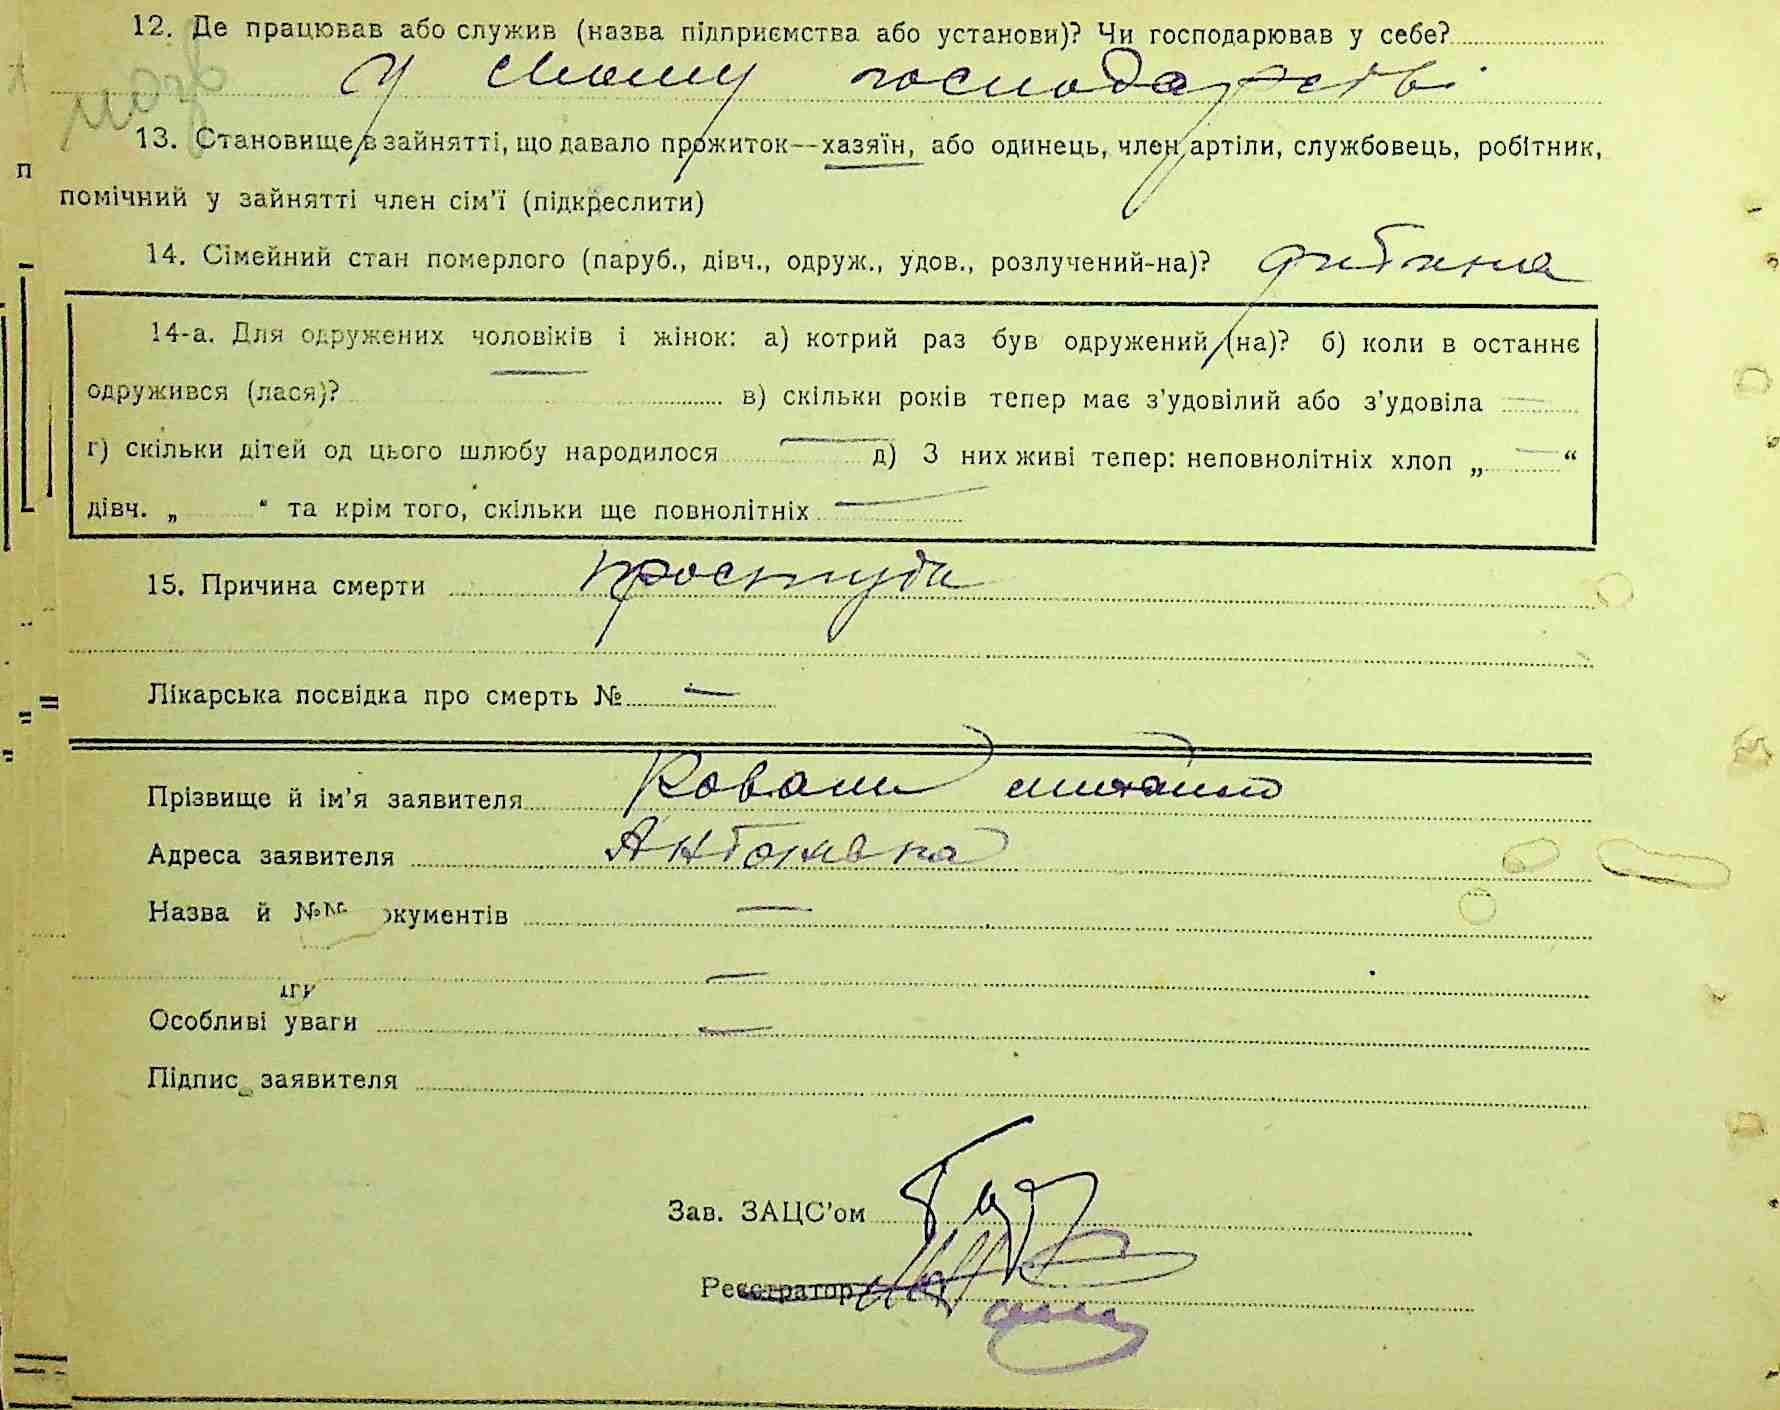 12. Де працював або служив (назва підприємства або установи)? Чи господарював у себе?
у своему господарстві
13. Становище в зайнятті, що давало прожиток—хазяїн, або одинець, член артіли, службовець, робітник,
п
помічний у зайнятті член сім'ї (підкреслити)
14. Сімейний стан померлого (паруб., дівч., одруж., удов., розлучений-на)? дитина
14-а. Для одружених чоловіків і жінок: а) котрий раз був одружений (на)? б) коли в останнє
одружився (лася)? в) скільки років тепер має з'удовілий або з'удовіла
г) скільки дітей од цього шлюбу народилося — д) З них живі тепер: неповнолітніх хлоп „—“
дівч. „ “ та крім того, скільки ще повнолітніх —
15. Причина смерти простуда
Лікарська посвідка про смерть № —
Прізвище й ім'я заявителя Коваль
Адреса заявителя Антонівка
Назва й №№ документів —
—
Особливі уваги —
Підпис заявителя
Зав. ЗАЦС'ом
Реєстратор